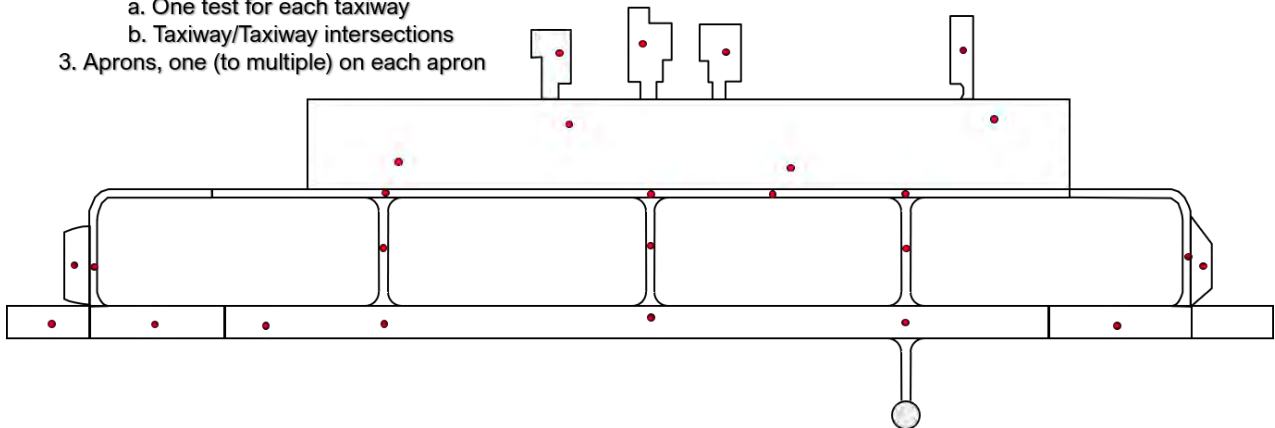 a. One test for each taxiway
b. Taxiway/Taxiway intersections
3. Aprons, one (to multiple) on each apron